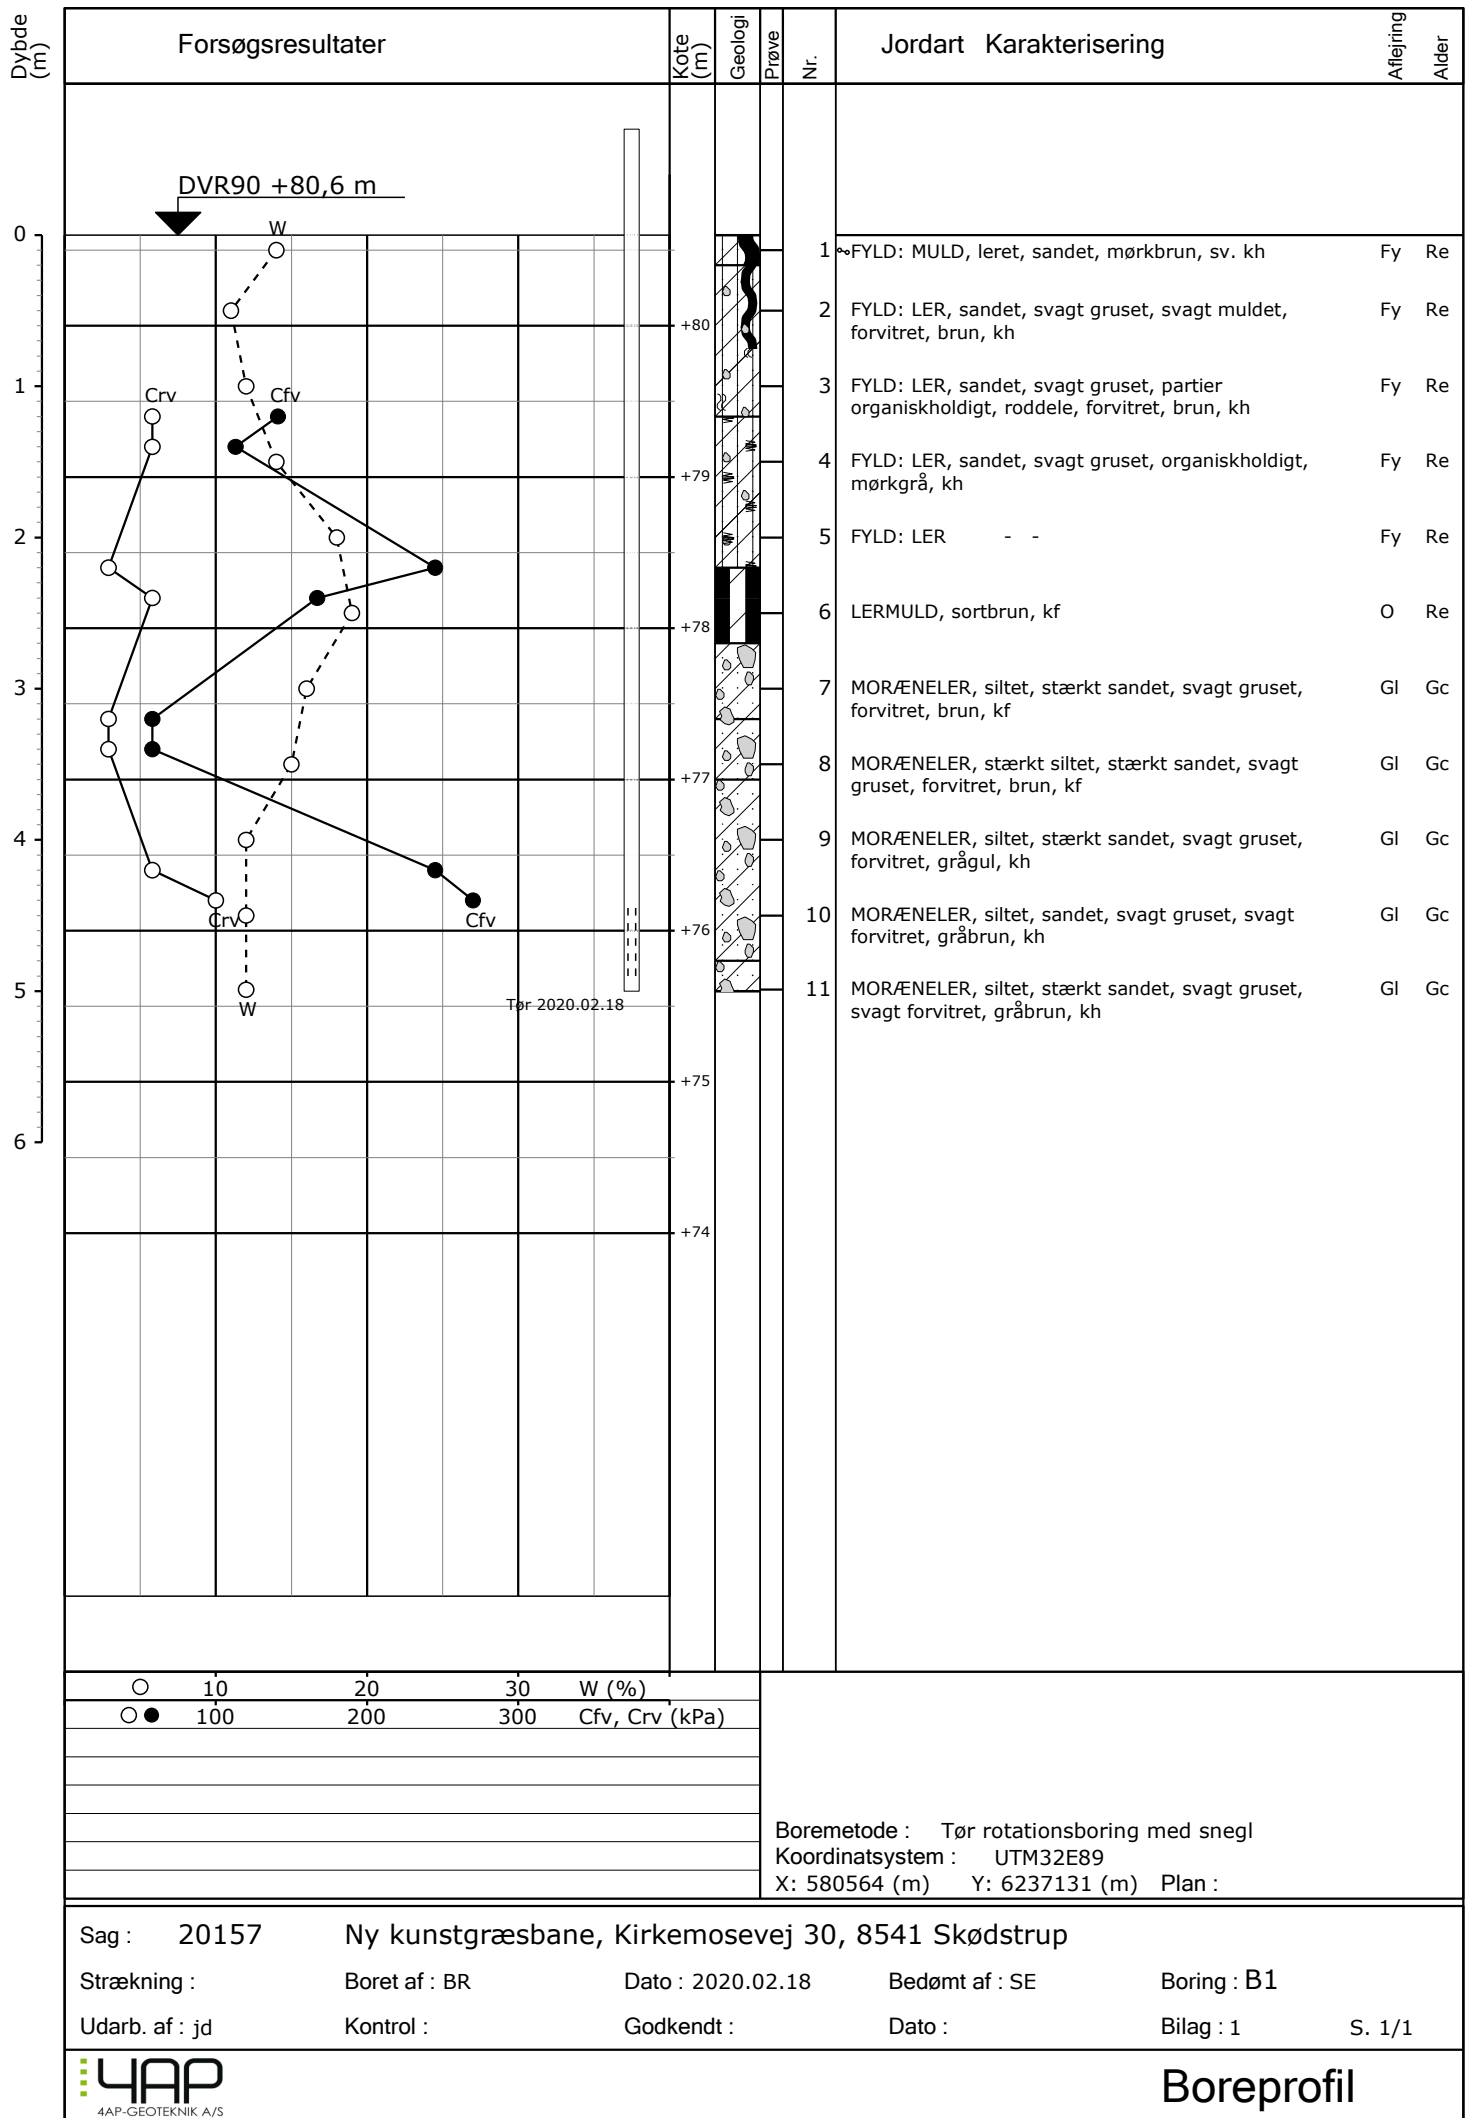 Dybde (m)
Forsøgsresultater
Kote (m)
Geologi
Prøve
Nr.
Jordart Karakterisering
Aflejring
Alder
DVR90 +80,6 m
0
W
1 FYLD: MULD, leret, sandet, mørkbrun, sv. kh Fy Re
2 FYLD: LER, sandet, svagt gruset, svagt muldet, Fy Re
forvitret, brun, kh
+80
1
Crv
Cfv
3 FYLD: LER, sandet, svagt gruset, partier Fy Re
organiskholdigt, roddele, forvitret, brun, kh
4 FYLD: LER, sandet, svagt gruset, organiskholdigt, Fy Re
mørkgrå, kh
+79
2
5 FYLD: LER - - Fy Re
6 LERMULD, sortbrun, kf O Re
+78
3
7 MORÆNELER, siltet, stærkt sandet, svagt gruset, Gl Gc
forvitret, brun, kf
8 MORÆNELER, stærkt siltet, stærkt sandet, svagt Gl Gc
gruset, forvitret, brun, kf
+77
4
9 MORÆNELER, siltet, stærkt sandet, svagt gruset, Gl Gc
forvitret, grågul, kh
Crv
Cfv
10 MORÆNELER, siltet, sandet, svagt gruset, svagt Gl Gc
forvitret, gråbrun, kh
+76
5
W
Tør 2020.02.18
11 MORÆNELER, siltet, stærkt sandet, svagt gruset, Gl Gc
svagt forvitret, gråbrun, kh
+75
6
+74
10 20 30 W (%)
100 200 300 Cfv, Crv (kPa)
Boremetode : Tør rotationsboring med snegl
Koordinatsystem : UTM32E89
X: 580564 (m) Y: 6237131 (m) Plan :
Sag : 20157 Ny kunstgræsbane, Kirkemosevej 30, 8541 Skødstrup
Strækning : Boret af : BR Dato : 2020.02.18 Bedømt af : SE Boring : B1
Udarb. af : jd Kontrol : Godkendt : Dato : Bilag : 1 S. 1/1
4AP
4AP-GEOTEKNIK A/S
Boreprofil